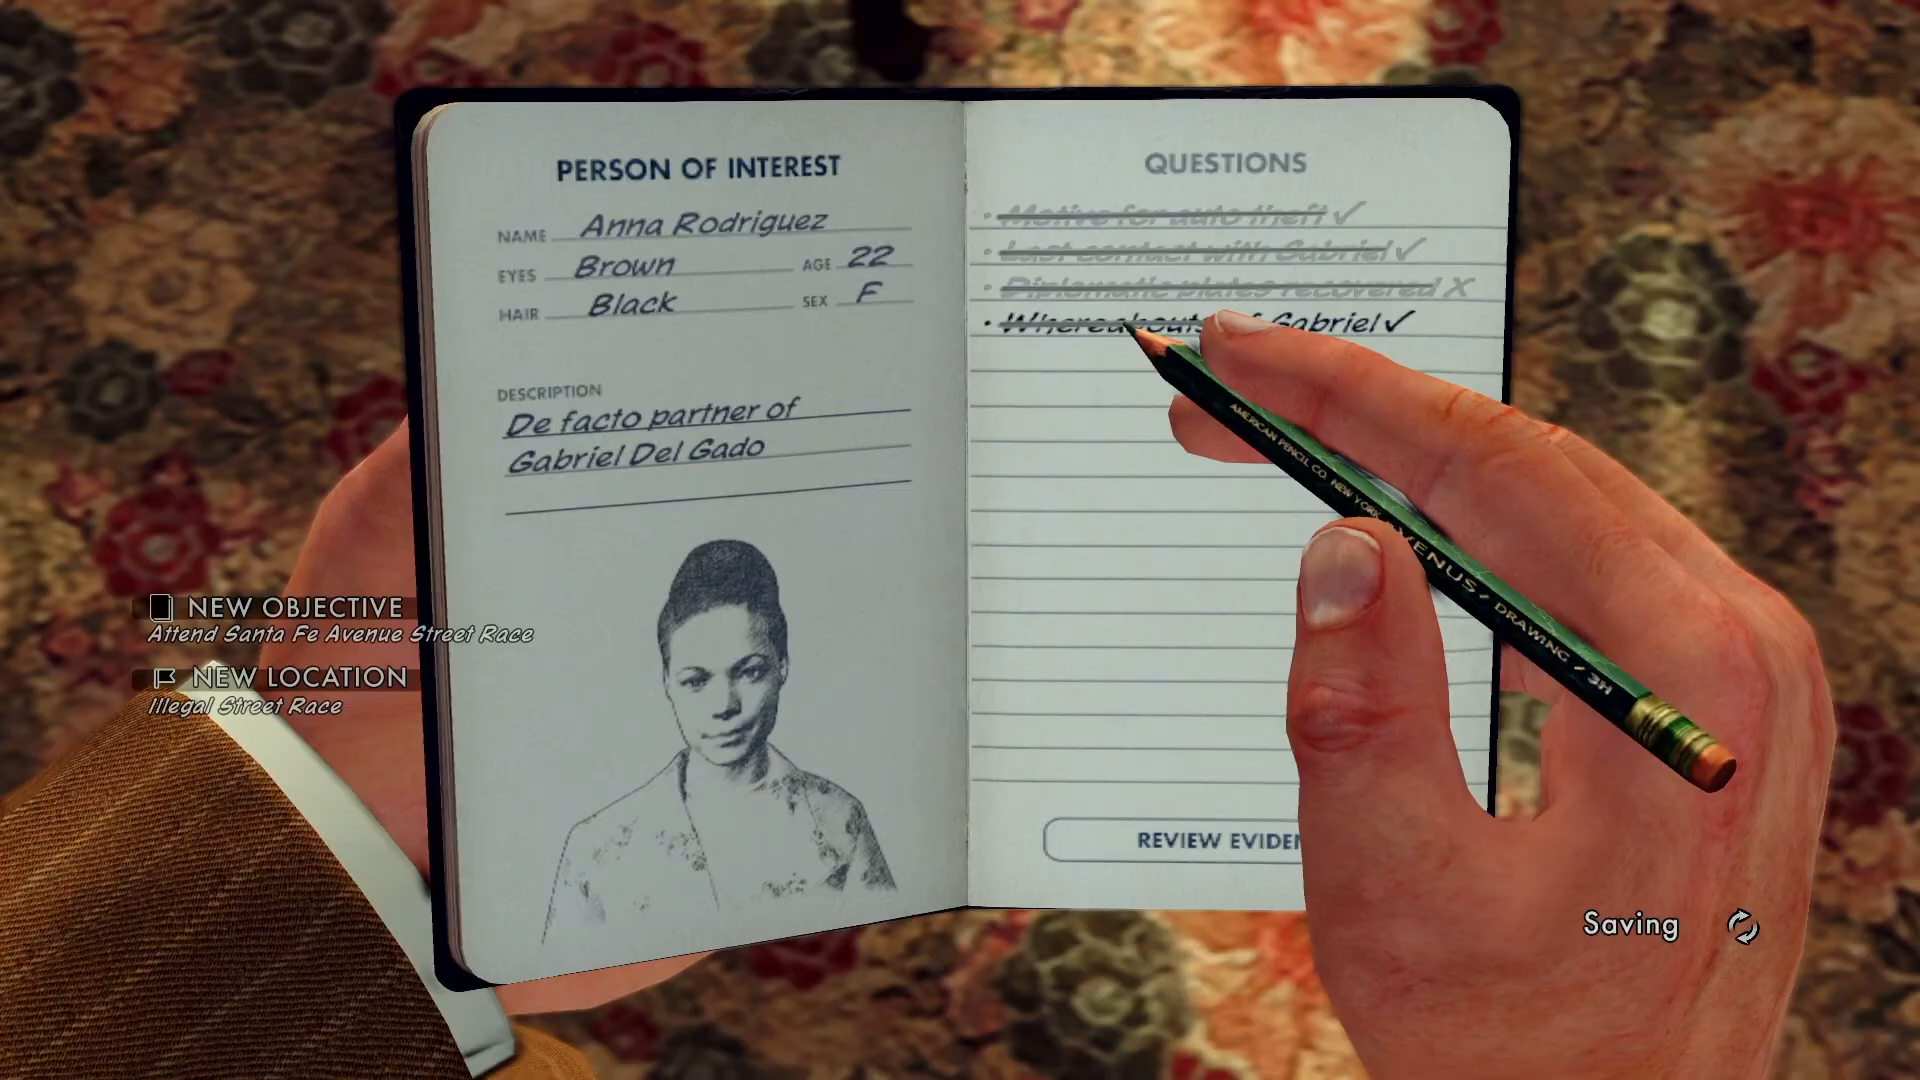 PERSON OF INTEREST
NAME Anna Rodriguez
EYES Brown AGE 22
HAIR Black SEX F
DESCRIPTION
De facto partner of
Gabriel Del Gado
QUESTIONS
• Motive for auto theft ✓
• Last contact with Gabriel ✓
• Diplomatic plates recovered X
• Whereabouts of Gabriel ✓
REVIEW EVIDEN
AMERICAN PENCIL CO. NEW YORK VENUS / DRAWING / 3H
NEW OBJECTIVE
Attend Santa Fe Avenue Street Race
NEW LOCATION
Illegal Street Race
Saving